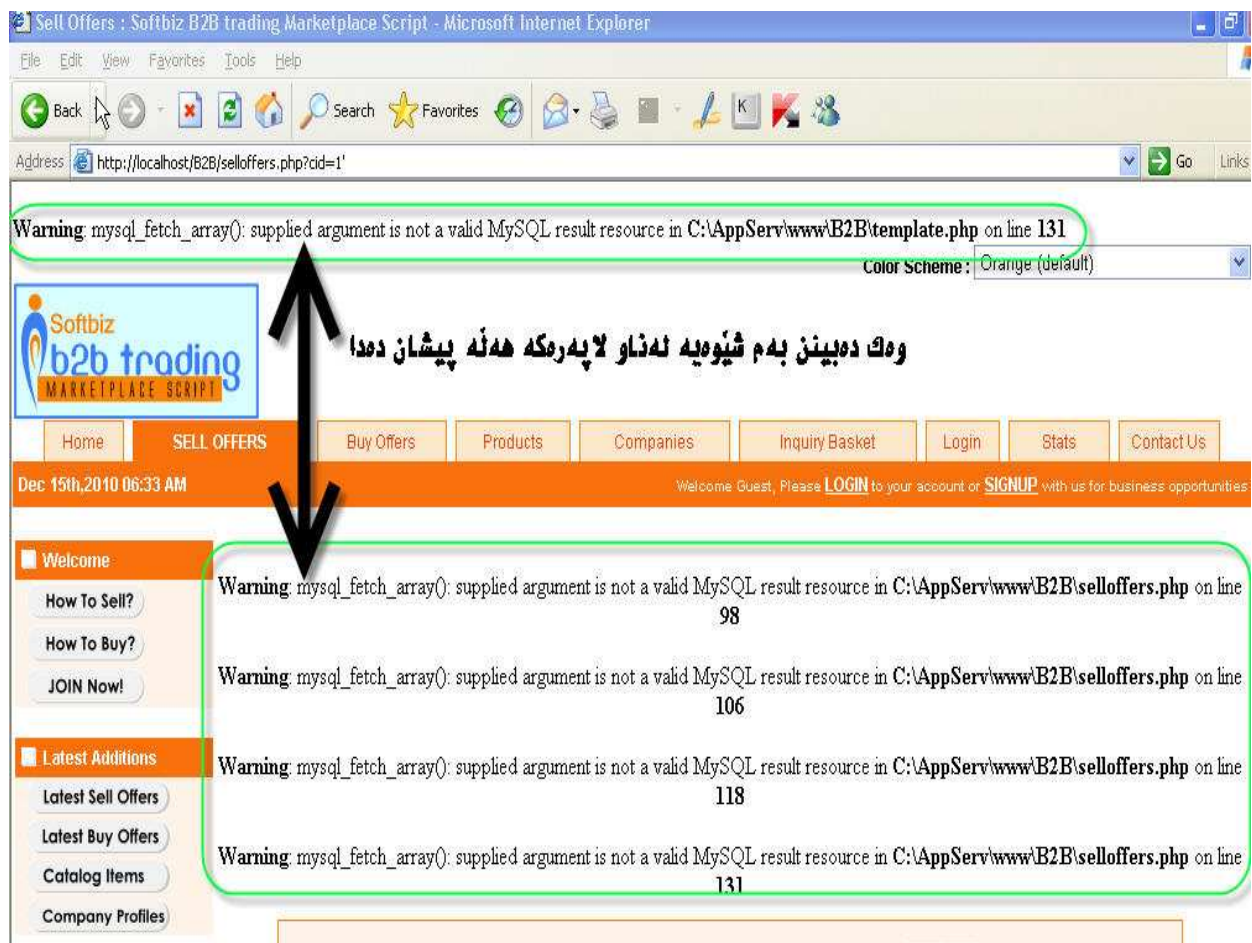 Sell Offers : Softbiz B2B trading Marketplace Script - Microsoft Internet Explorer
File Edit View Favorites Tools Help
Back Search Favorites K
Address http://localhost/B2B/selloffers.php?cid=1' Go Links
Warning: mysql_fetch_array(): supplied argument is not a valid MySQL result resource in C:\AppServ\www\B2B\template.php on line 131
Color Scheme : Orange (default)
Softbiz
b2b trading
MARKETPLACE SCRIPT
وەك دەبینن بەم شێوەیە لەناو لاپەرەكە هەڵە پیشان دەدا
Home SELL OFFERS Buy Offers Products Companies Inquiry Basket Login Stats Contact Us
Dec 15th,2010 06:33 AM Welcome Guest, Please LOGIN to your account or SIGNUP with us for business opportunities
Welcome
How To Sell?
How To Buy?
JOIN Now!
Latest Additions
Latest Sell Offers
Latest Buy Offers
Catalog Items
Company Profiles
Warning: mysql_fetch_array(): supplied argument is not a valid MySQL result resource in C:\AppServ\www\B2B\selloffers.php on line
98
Warning: mysql_fetch_array(): supplied argument is not a valid MySQL result resource in C:\AppServ\www\B2B\selloffers.php on line
106
Warning: mysql_fetch_array(): supplied argument is not a valid MySQL result resource in C:\AppServ\www\B2B\selloffers.php on line
118
Warning: mysql_fetch_array(): supplied argument is not a valid MySQL result resource in C:\AppServ\www\B2B\selloffers.php on line
131